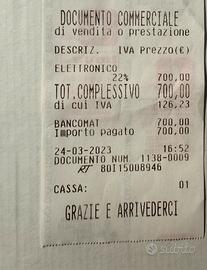 DOCUMENTO COMMERCIALE
di vendita o prestazione
DESCRIZ. IVA Prezzo(€)
ELETTRONICO
22% 700,00
TOT.COMPLESSIVO 700,00
di cui IVA 126,23
BANCOMAT 700,00
Importo pagato 700,00
24-03-2023 16:52
DOCUMENTO NUM 1138-0009
RT 80I15008946
CASSA: 01
GRAZIE E ARRIVEDERCI
subito